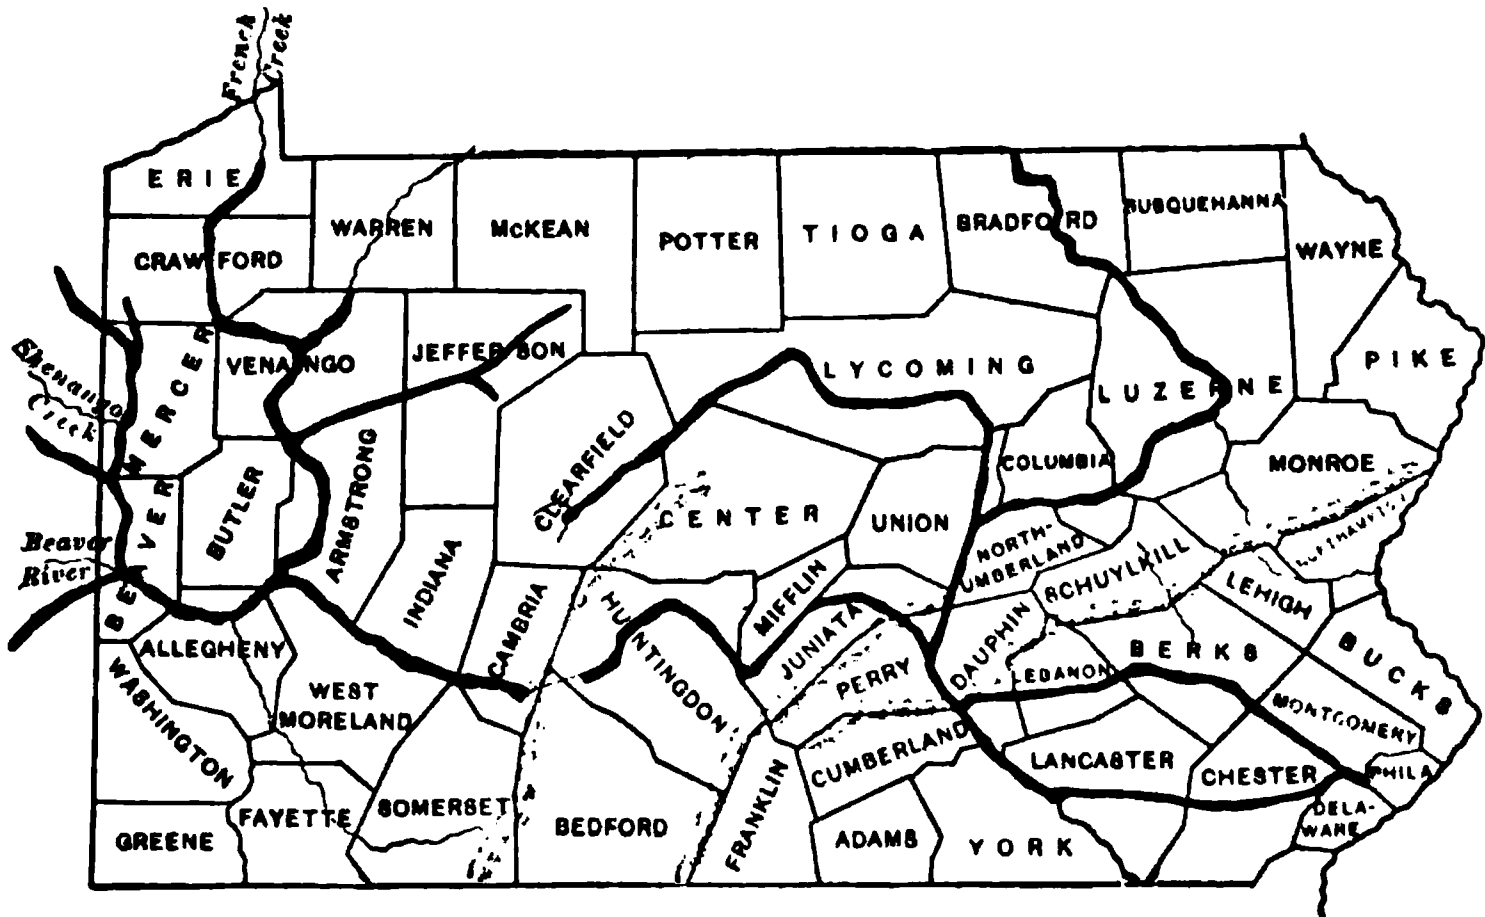 French
Creek
ERIE
CRAWFORD
WARREN
McKEAN
POTTER
TIOGA
BRADFORD
SUSQUEHANNA
WAYNE
PIKE
Shenango
Creek
MERCER
VENANGO
JEFFERSON
CLEARFIELD
LYCOMING
LUZERNE
COLUMBIA
MONROE
Beaver
River
BEAVER
BUTLER
ARMSTRONG
INDIANA
CAMBRIA
CENTER
UNION
MIFFLIN
HUNTINGDON
JUNIATA
PERRY
NORTH-
UMBERLAND
SCHUYLKILL
DAUPHIN
LEBANON
BERKS
LEHIGH
BUCKS
MONTGOMERY
PHILA
ALLEGHENY
WASHINGTON
WEST
MORELAND
GREENE
FAYETTE
SOMERSET
BEDFORD
FRANKLIN
CUMBERLAND
ADAMS
YORK
LANCASTER
CHESTER
DELA-
WARE